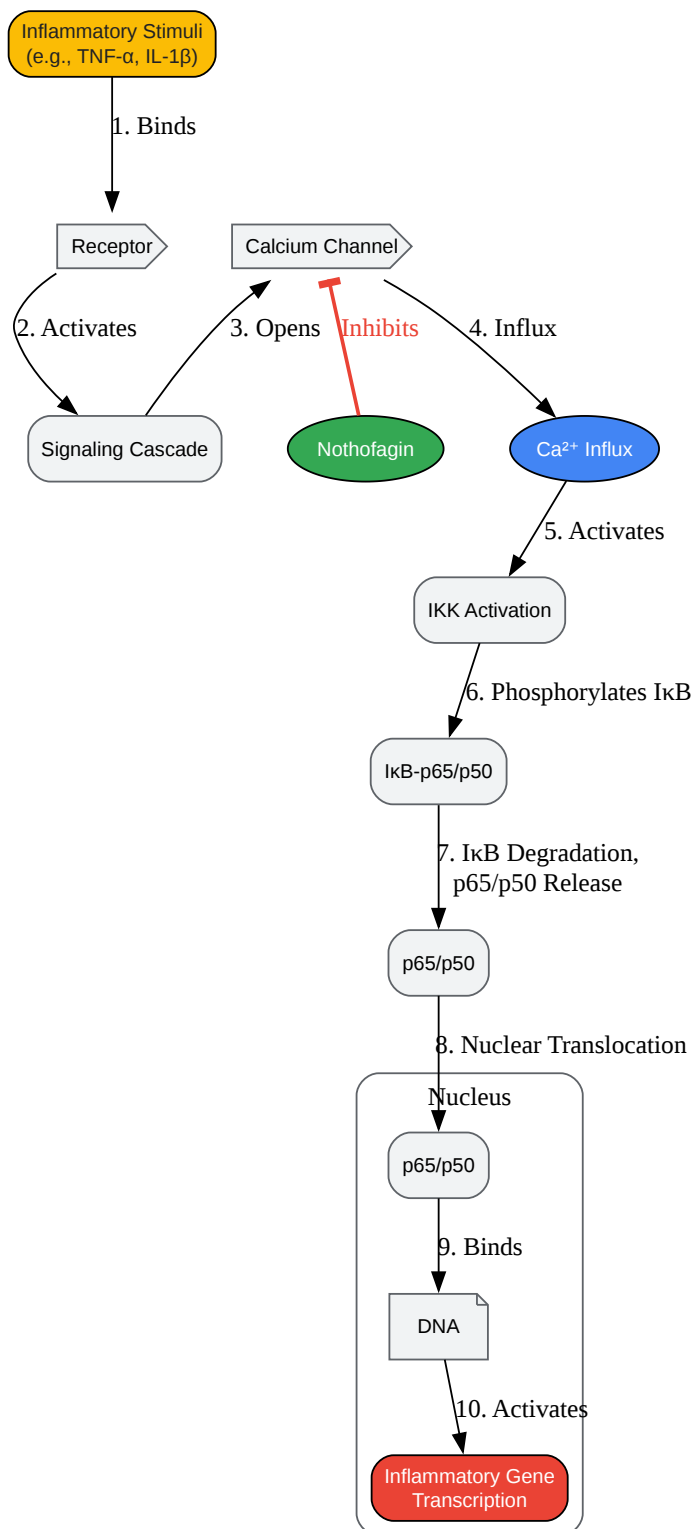 Inflammatory Stimuli
(e.g., TNF-α, IL-1β)
1. Binds
Receptor
Calcium Channel
2. Activates
3. Opens
Inhibits
4. Influx
Signaling Cascade
Nothofagin
Ca²⁺ Influx
5. Activates
IKK Activation
6. Phosphorylates IκB
IκB-p65/p50
7. IκB Degradation,
p65/p50 Release
p65/p50
8. Nuclear Translocation
Nucleus
p65/p50
9. Binds
DNA
10. Activates
Inflammatory Gene
Transcription